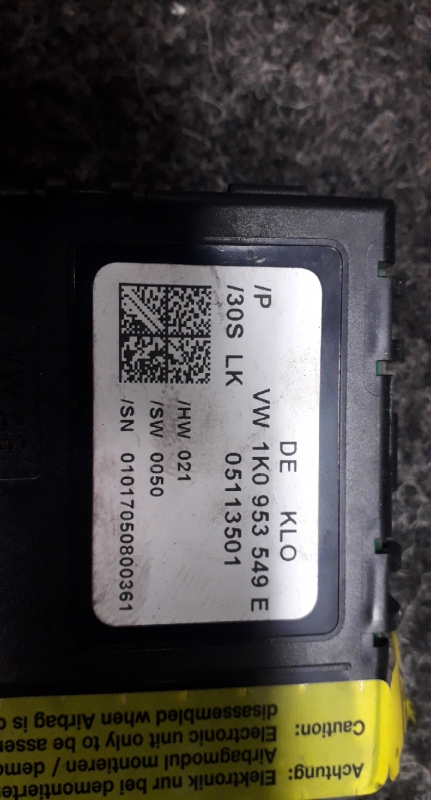 DE KLO
/P VW 1K0 953 549 E
/30S LK 05113501
/HW 021
/SW 0050
/SN 01017050800361
Achtung: Elektronik nur bei demontierte
Airbagmodul montieren / demo
Caution: Electronic unit only to be asse
disassembled when Airbag is